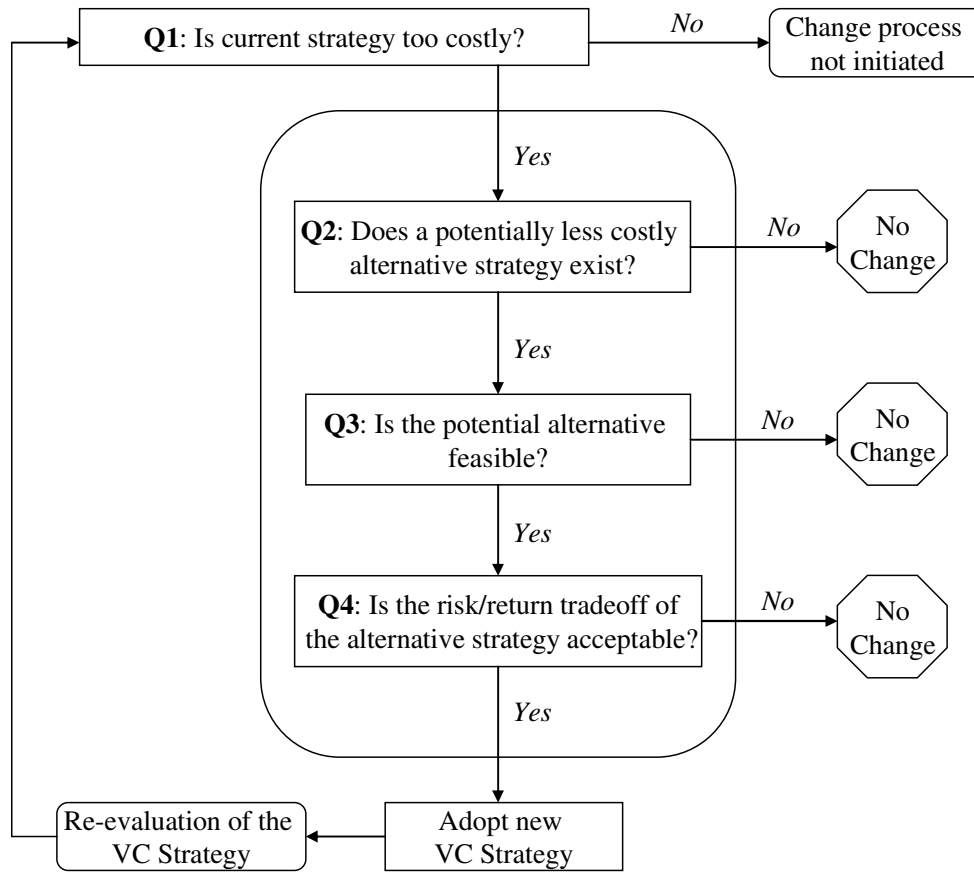 Q1: Is current strategy too costly?
No
Change process
not initiated
Yes
Q2: Does a potentially less costly
alternative strategy exist?
No
No
Change
Yes
Q3: Is the potential alternative
feasible?
No
No
Change
Yes
Q4: Is the risk/return tradeoff of
the alternative strategy acceptable?
No
No
Change
Yes
Re-evaluation of the
VC Strategy
Adopt new
VC Strategy